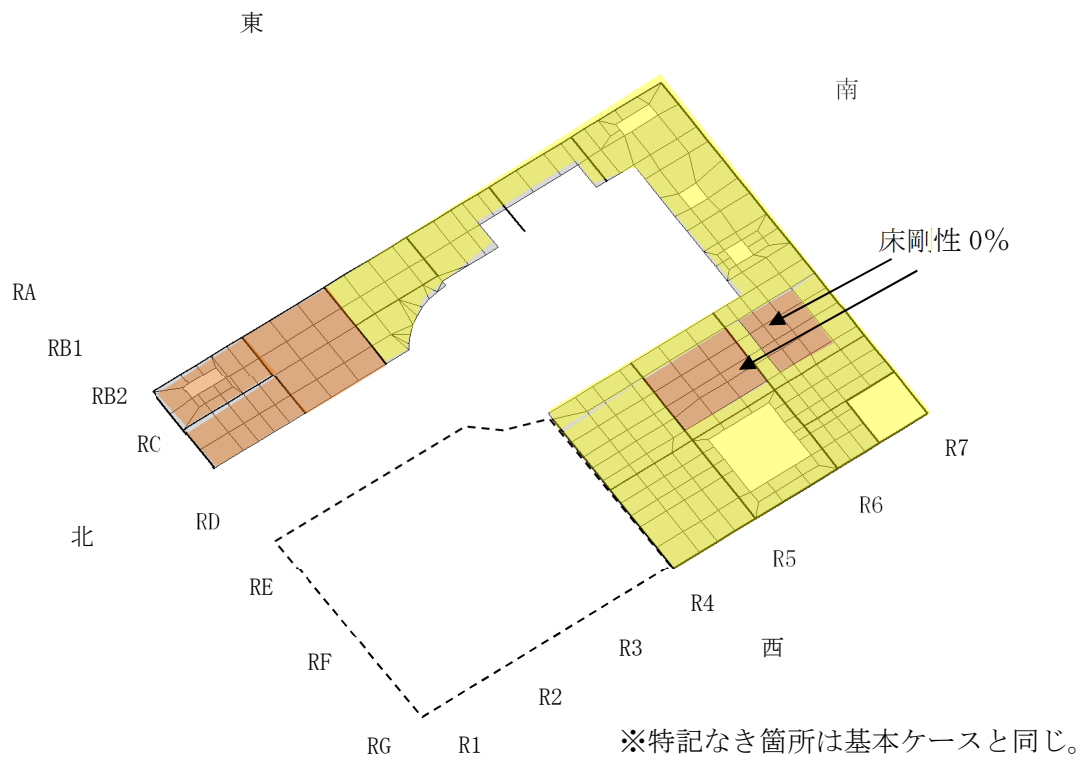 東
南
床剛性 0%
RA
RB1
RB2
RC
R7
RD
R6
北
R5
RE
R4
R3
西
RF
R2
RG
R1
※特記なき箇所は基本ケースと同じ。